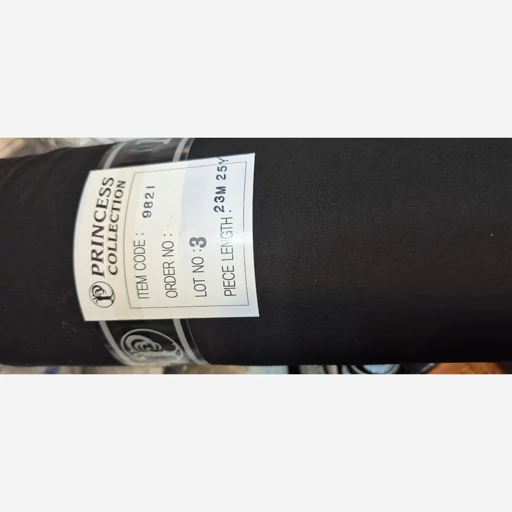 PRINCESS
COLLECTION
ITEM CODE : 9821
ORDER NO :
LOT NO : 3
PIECE LENGTH : 23M 25Y